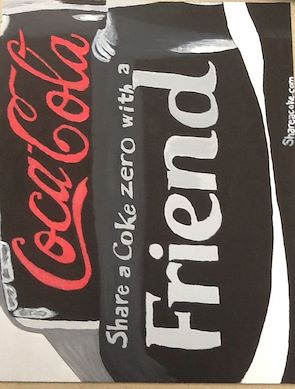 Coca-Cola
Share a Coke zero with a
Friend
Shareacoke.com